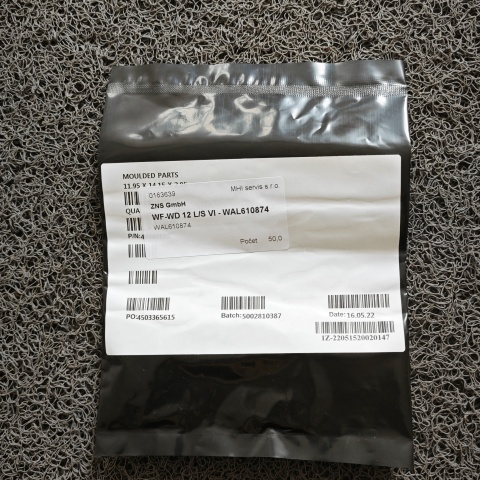 MOULDED PARTS
0163639 MHI servis s.r.o.
QUA ZNS GmbH
WF-WD 12 L/S VI - WAL610874
P/N:4 WAL610874
Počet 50,0
PO:4503365615 Batch:5002810387 Date:16.05.22
1Z-22051520020147